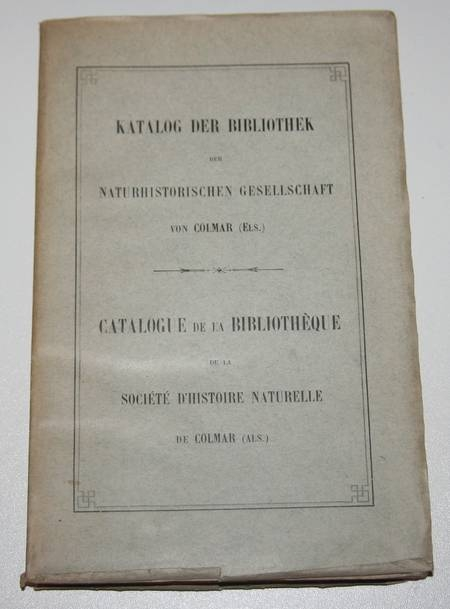 KATALOG DER BIBLIOTHEK
DER
NATURHISTORISCHEN GESELLSCHAFT
VON COLMAR (ELS.)
CATALOGUE DE LA BIBLIOTHÈQUE
DE LA
SOCIÉTÉ D'HISTOIRE NATURELLE
DE COLMAR (ALS.)